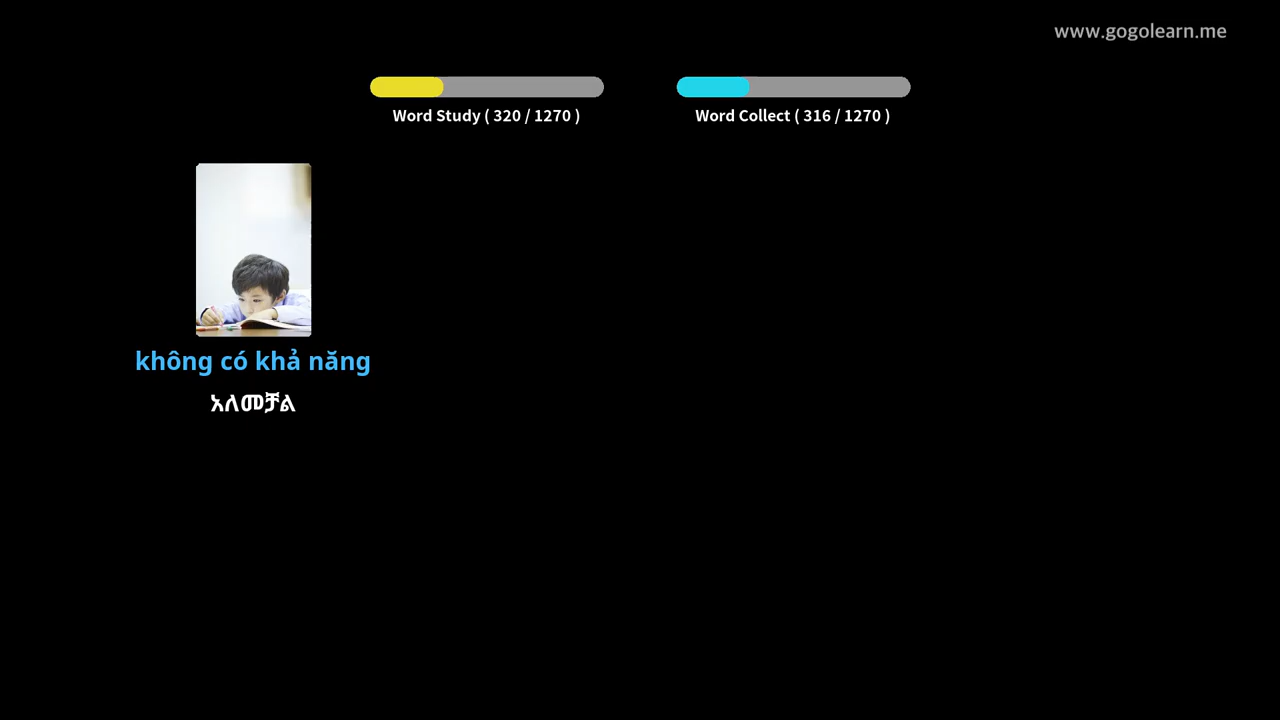 www.gogolearn.me
Word Study ( 320 / 1270 )
Word Collect ( 316 / 1270 )
không có khả năng
አለመቻል